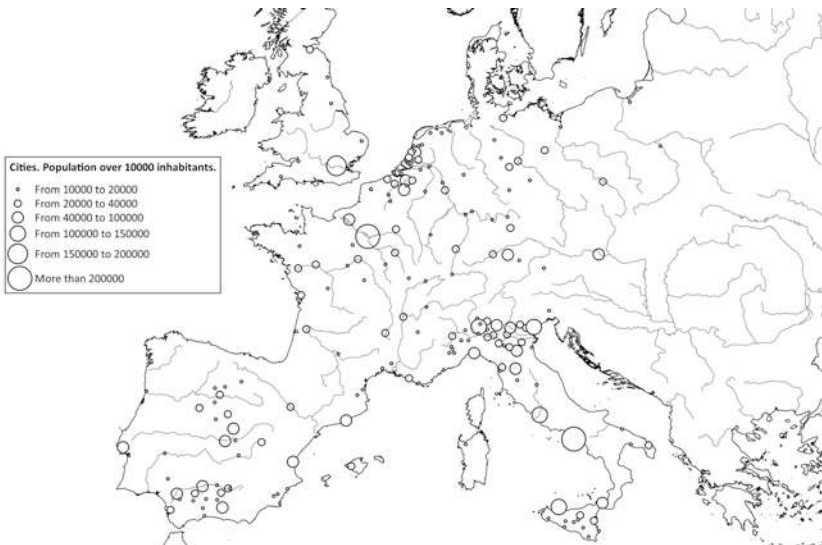 Cities. Population over 10000 inhabitants.
From 10000 to 20000
From 20000 to 40000
From 40000 to 100000
From 100000 to 150000
From 150000 to 200000
More than 200000